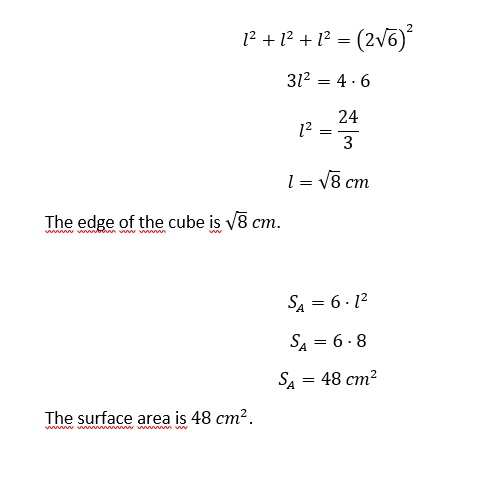 l² + l² + l² = (2√6)²
3l² = 4 · 6
l² = 24/3
l = √8 cm
The edge of the cube is √8 cm.
S_A = 6 · l²
S_A = 6 · 8
S_A = 48 cm²
The surface area is 48 cm².